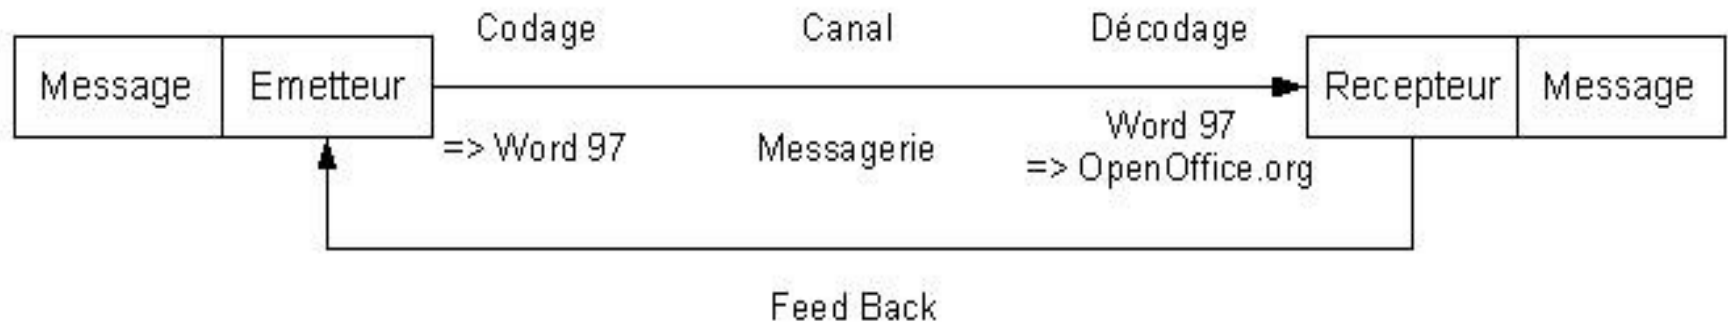 Codage
Canal
Décodage
Message
Emetteur
Recepteur
Message
=> Word 97
Messagerie
Word 97
=> OpenOffice.org
Feed Back